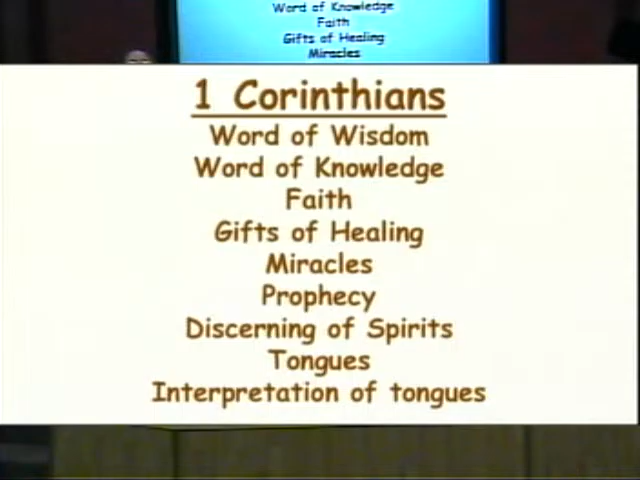 Word of Knowledge
Faith
Gifts of Healing
Miracles
1 Corinthians
Word of Wisdom
Word of Knowledge
Faith
Gifts of Healing
Miracles
Prophecy
Discerning of Spirits
Tongues
Interpretation of tongues